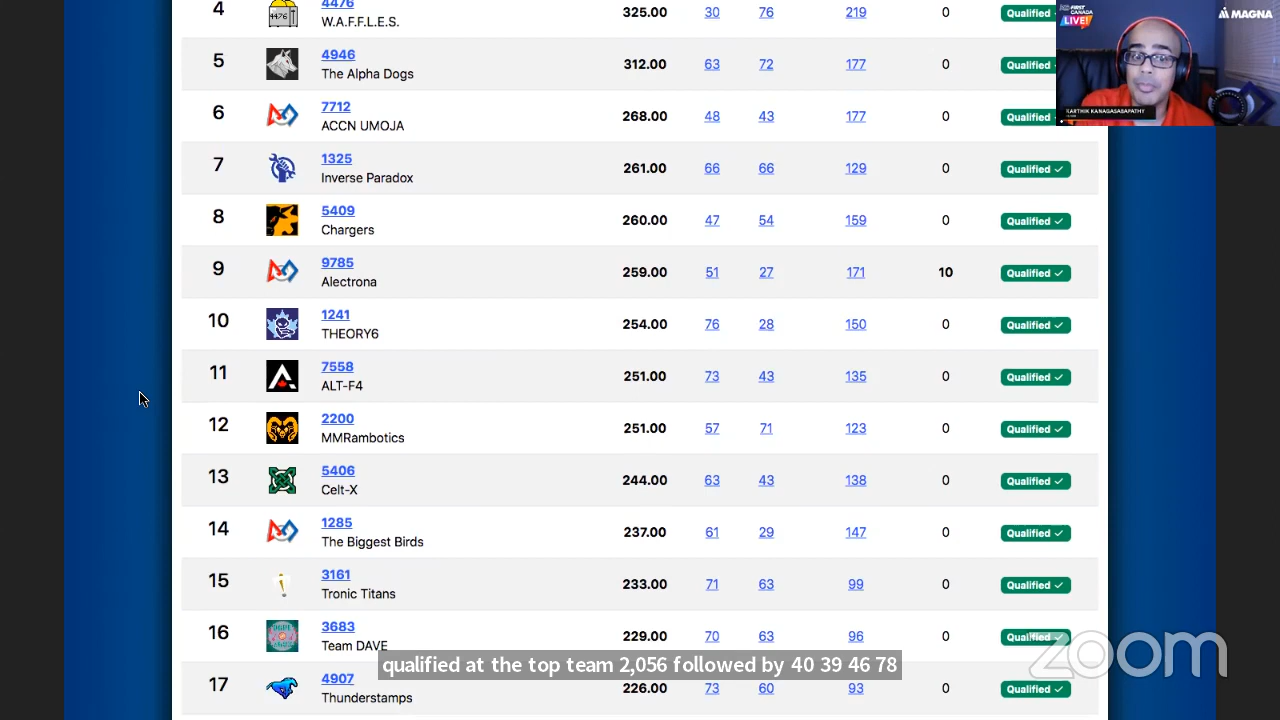 4 4476 W.A.F.F.L.E.S. 325.00 30 76 219 0 Qualified
5 4946 The Alpha Dogs 312.00 63 72 177 0 Qualified
6 7712 ACCN UMOJA 268.00 48 43 177 0 Qualified
7 1325 Inverse Paradox 261.00 66 66 129 0 Qualified ✓
8 5409 Chargers 260.00 47 54 159 0 Qualified ✓
9 9785 Alectrona 259.00 51 27 171 10 Qualified ✓
10 1241 THEORY6 254.00 76 28 150 0 Qualified ✓
11 7558 ALT-F4 251.00 73 43 135 0 Qualified ✓
12 2200 MMRambotics 251.00 57 71 123 0 Qualified ✓
13 5406 Celt-X 244.00 63 43 138 0 Qualified ✓
14 1285 The Biggest Birds 237.00 61 29 147 0 Qualified ✓
15 3161 Tronic Titans 233.00 71 63 99 0 Qualified ✓
16 3683 Team DAVE 229.00 70 63 96 0 Qualified ✓
17 4907 Thunderstamps 226.00 73 60 93 0 Qualified ✓
qualified at the top team 2,056 followed by 40 39 46 78
FIRST
CANADA
LIVE!
MAGNA
KARTHIK KANAGASABAPATHY
zoom